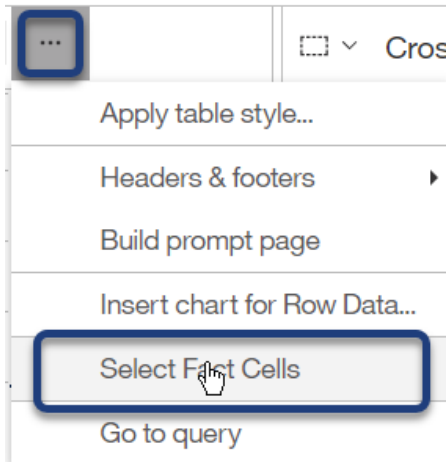 ...
Cros
Apply table style...
Headers & footers
Build prompt page
Insert chart for Row Data...
Select Fact Cells
Go to query